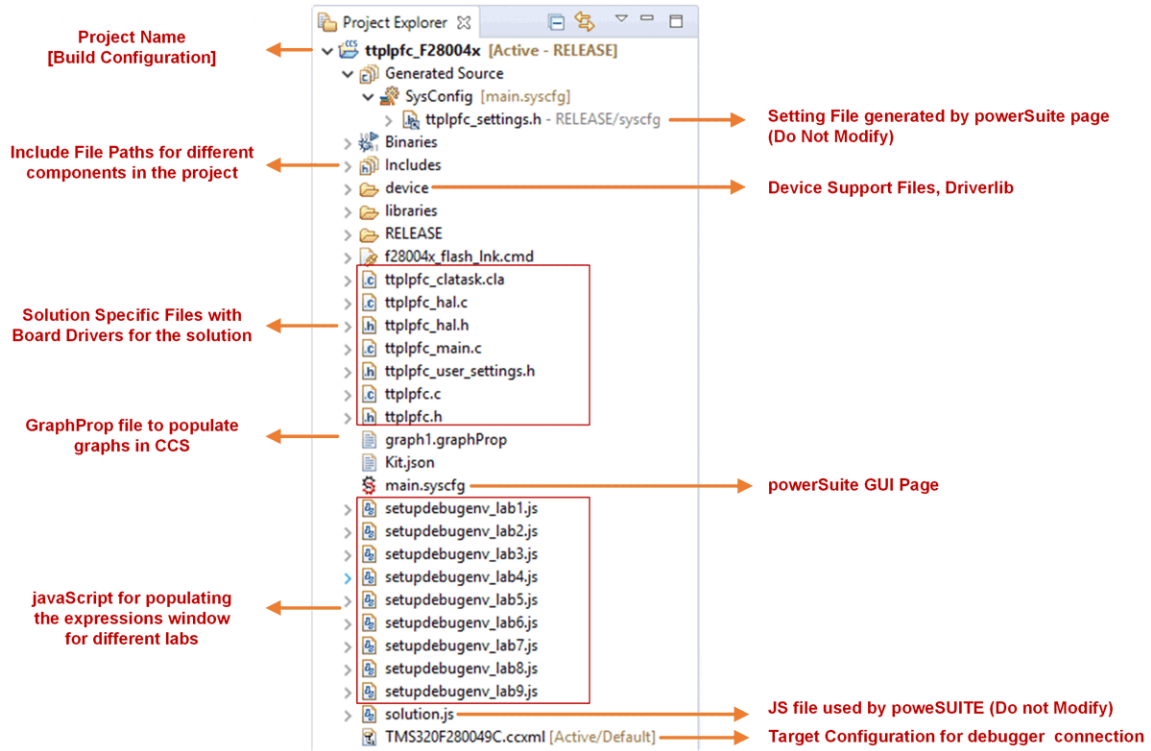 Project Explorer
Project Name
[Build Configuration]
ttplpfc_F28004x [Active - RELEASE]
Generated Source
SysConfig [main.syscfg]
ttplpfc_settings.h - RELEASE/syscfg
Setting File generated by powerSuite page
(Do Not Modify)
Binaries
Include File Paths for different
components in the project
Includes
device
Device Support Files, Driverlib
libraries
RELEASE
f28004x_flash_lnk.cmd
ttplpfc_clatask.cla
ttplpfc_hal.c
Solution Specific Files with
Board Drivers for the solution
ttplpfc_hal.h
ttplpfc_main.c
ttplpfc_user_settings.h
ttplpfc.c
ttplpfc.h
GraphProp file to populate
graphs in CCS
graph1.graphProp
Kit.json
main.syscfg
powerSuite GUI Page
setupdebugenv_lab1.js
setupdebugenv_lab2.js
setupdebugenv_lab3.js
setupdebugenv_lab4.js
javaScript for populating
the expressions window
for different labs
setupdebugenv_lab5.js
setupdebugenv_lab6.js
setupdebugenv_lab7.js
setupdebugenv_lab8.js
setupdebugenv_lab9.js
solution.js
JS file used by poweSUITE (Do not Modify)
TMS320F280049C.ccxml [Active/Default]
Target Configuration for debugger connection